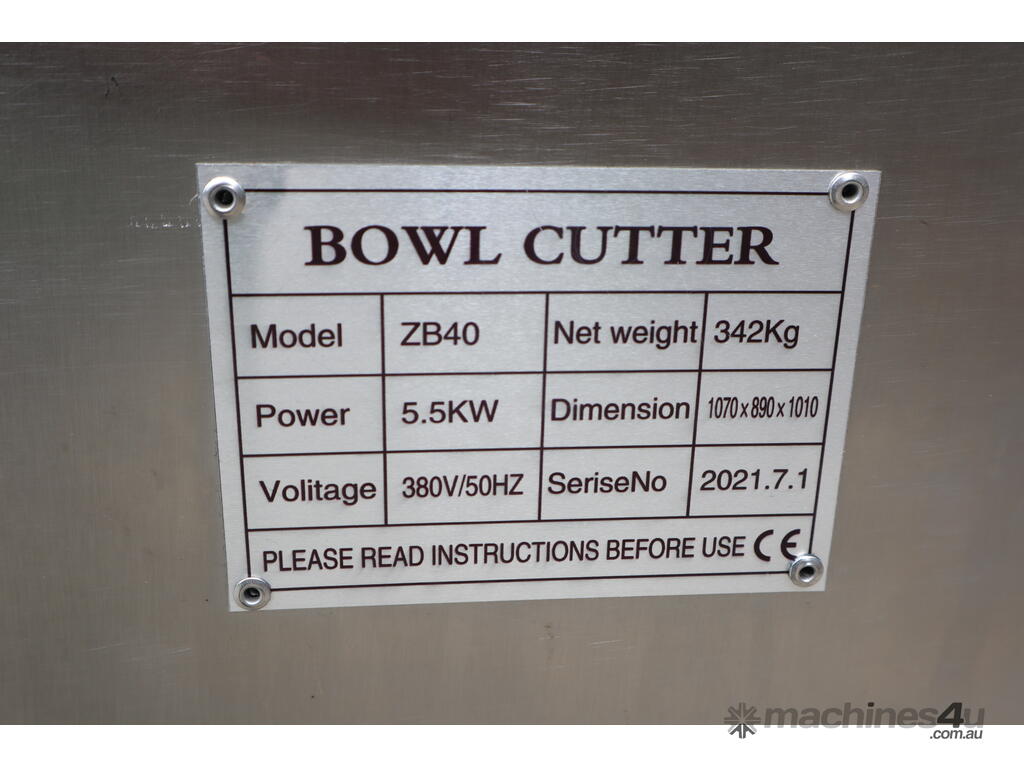 BOWL CUTTER
Model ZB40 Net weight 342Kg
Power 5.5KW Dimension 1070x890x1010
Volitage 380V/50HZ SeriseNo 2021.7.1
PLEASE READ INSTRUCTIONS BEFORE USE CE
machines4u
.com.au